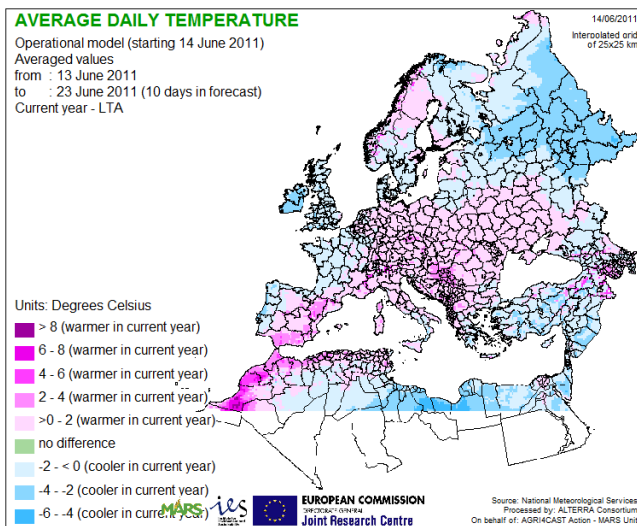 AVERAGE DAILY TEMPERATURE
14/06/2011
Interpolated grid
of 25x25 km
Operational model (starting 14 June 2011)
Averaged values
from : 13 June 2011
to : 23 June 2011 (10 days in forecast)
Current year - LTA
Units: Degrees Celsius
> 8 (warmer in current year)
6 - 8 (warmer in current year)
4 - 6 (warmer in current year)
2 - 4 (warmer in current year)
>0 - 2 (warmer in current year)
no difference
-2 - < 0 (cooler in current year)
-4 - -2 (cooler in current year)
-6 - -4 (cooler in current year)
MARS
ies
EUROPEAN COMMISSION
DIRECTORATE GENERAL
Joint Research Centre
Source: National Meteorological Services
Processed by: ALTERRA Consortium
On behalf of: AGRI4CAST Action - MARS Unit